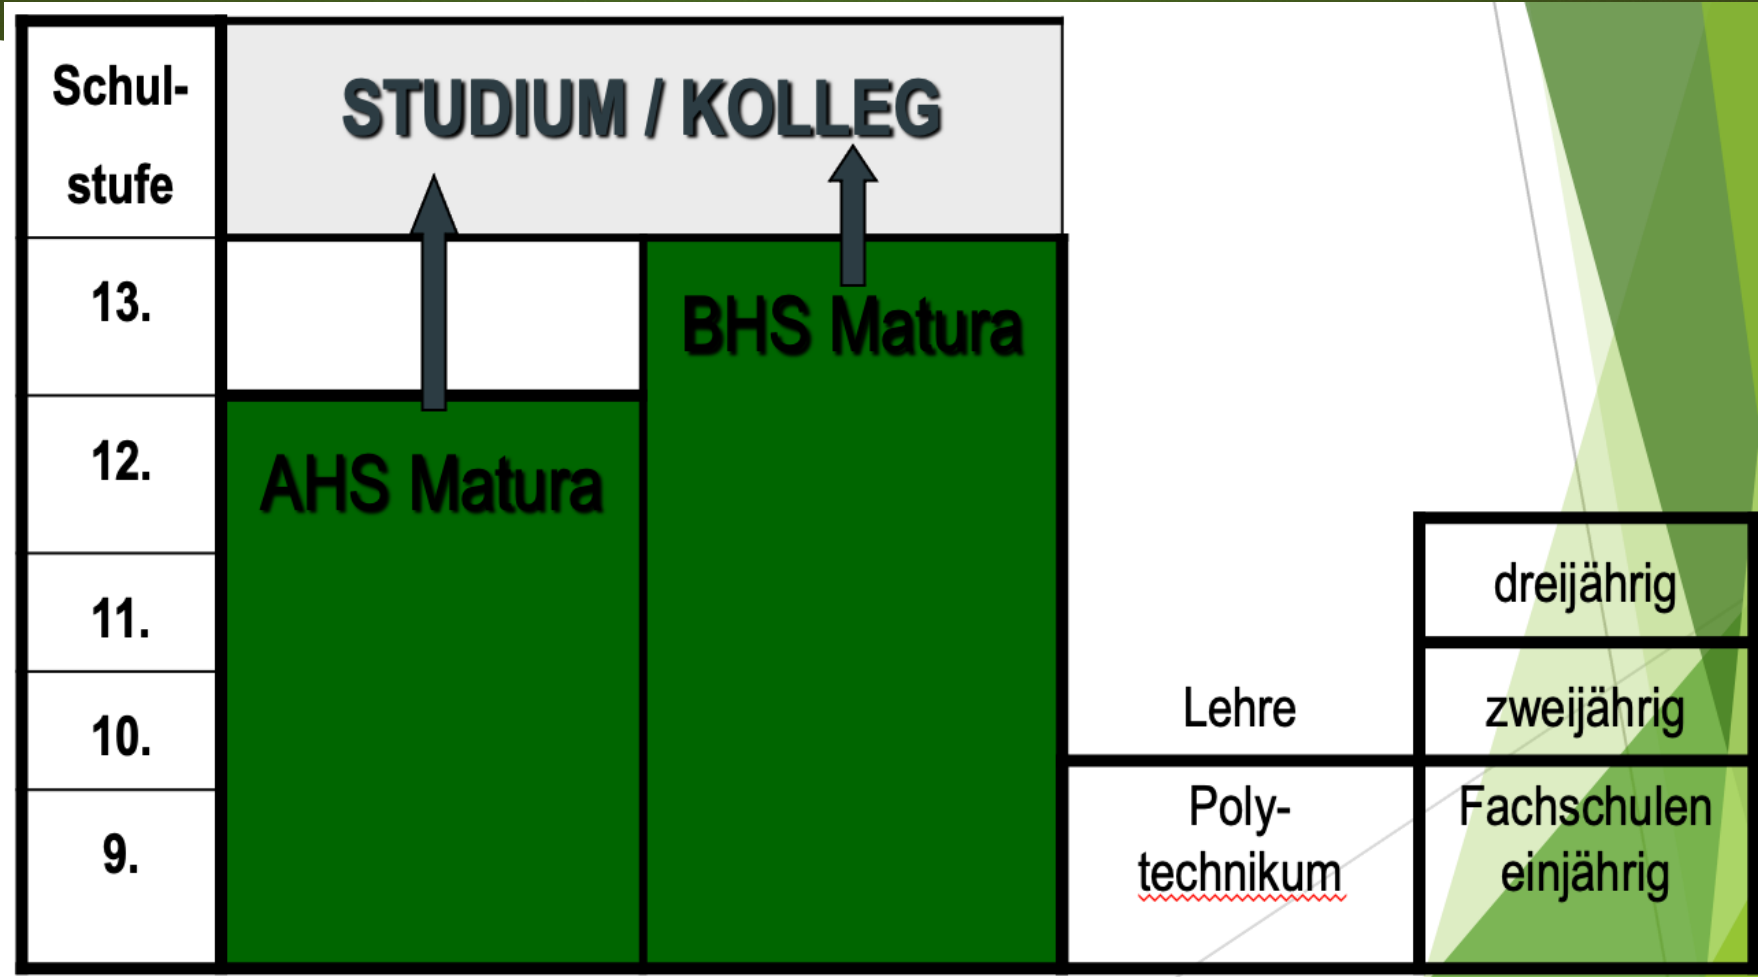 Schul-
stufe
STUDIUM / KOLLEG
13.
BHS Matura
12.
AHS Matura
11.
dreijährig
10.
Lehre
zweijährig
9.
Poly-
technikum
Fachschulen
einjährig